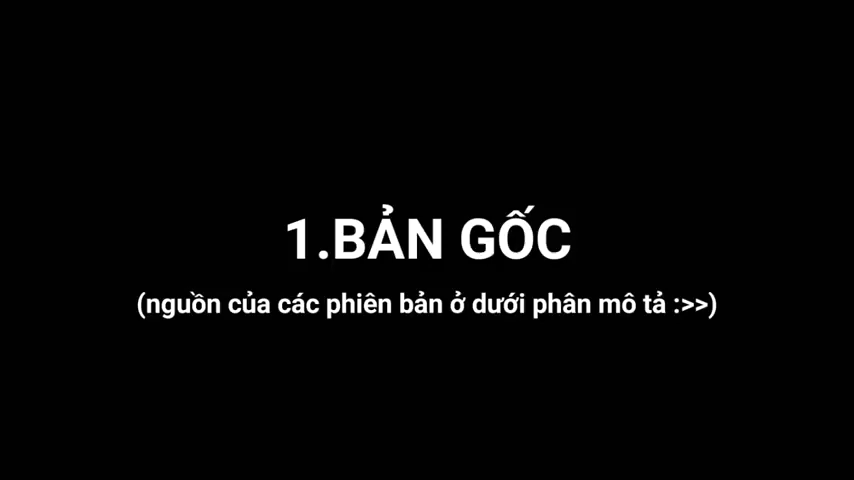 1.BẢN GỐC
(nguồn của các phiên bản ở dưới phân mô tả :>>)